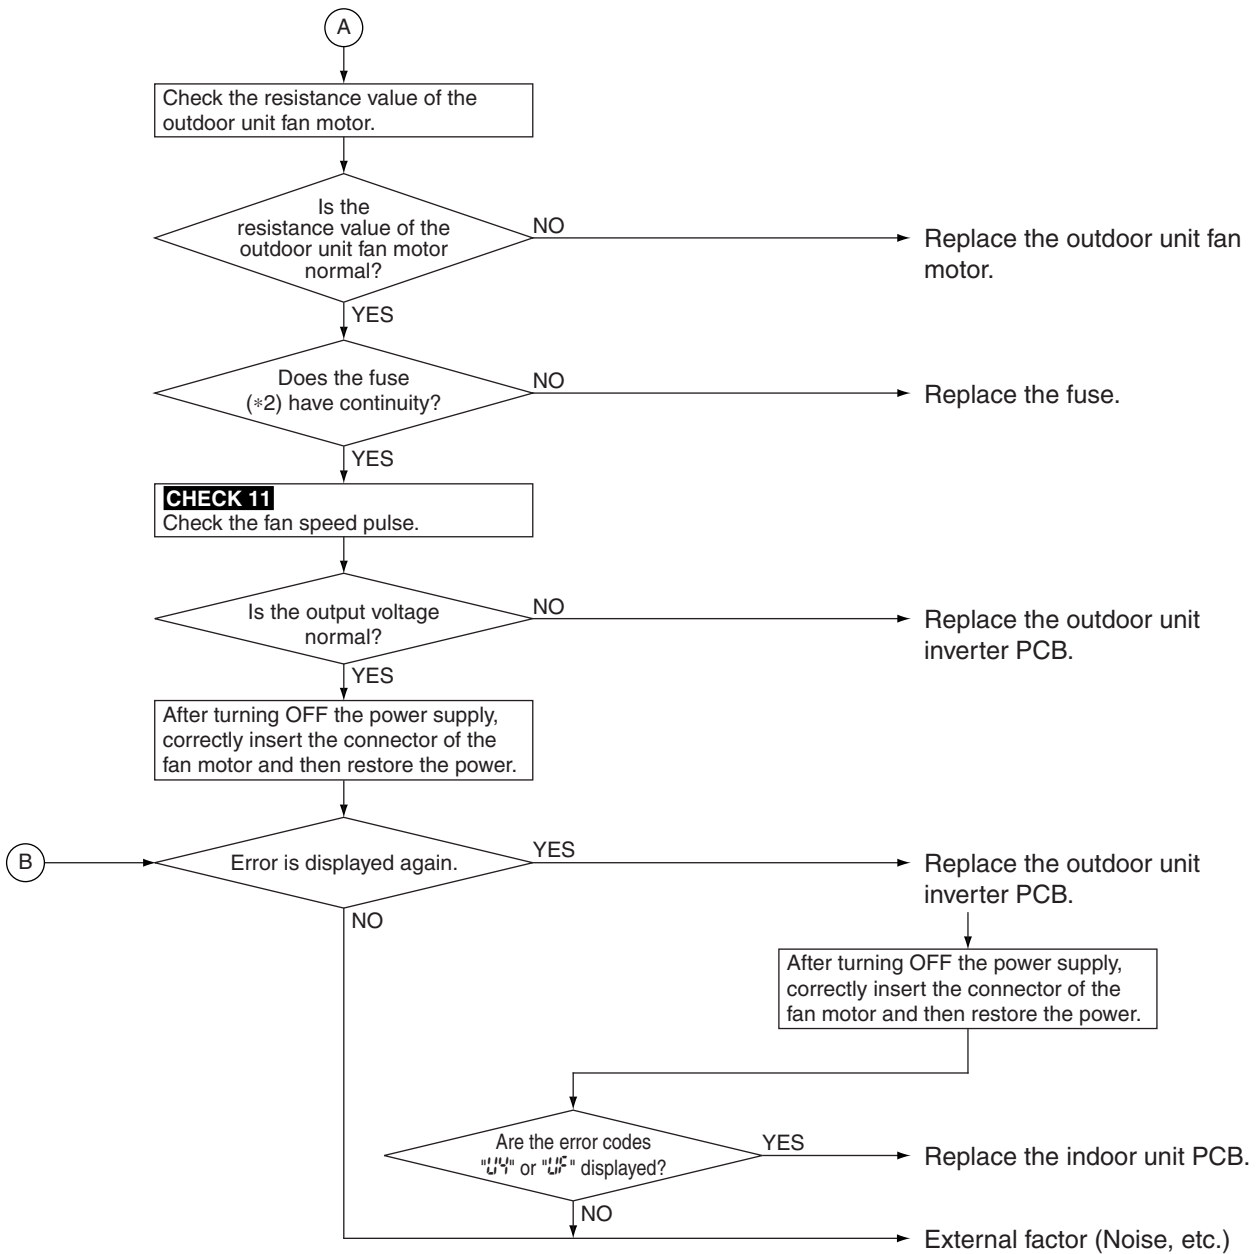 A
Check the resistance value of the
outdoor unit fan motor.
Is the
resistance value of the
outdoor unit fan motor
normal?
NO
Replace the outdoor unit fan
motor.
YES
Does the fuse
(*2) have continuity?
NO
Replace the fuse.
YES
CHECK 11
Check the fan speed pulse.
Is the output voltage
normal?
NO
Replace the outdoor unit
inverter PCB.
YES
After turning OFF the power supply,
correctly insert the connector of the
fan motor and then restore the power.
B
Error is displayed again.
YES
Replace the outdoor unit
inverter PCB.
NO
After turning OFF the power supply,
correctly insert the connector of the
fan motor and then restore the power.
Are the error codes
"U4" or "UF" displayed?
YES
Replace the indoor unit PCB.
NO
External factor (Noise, etc.)